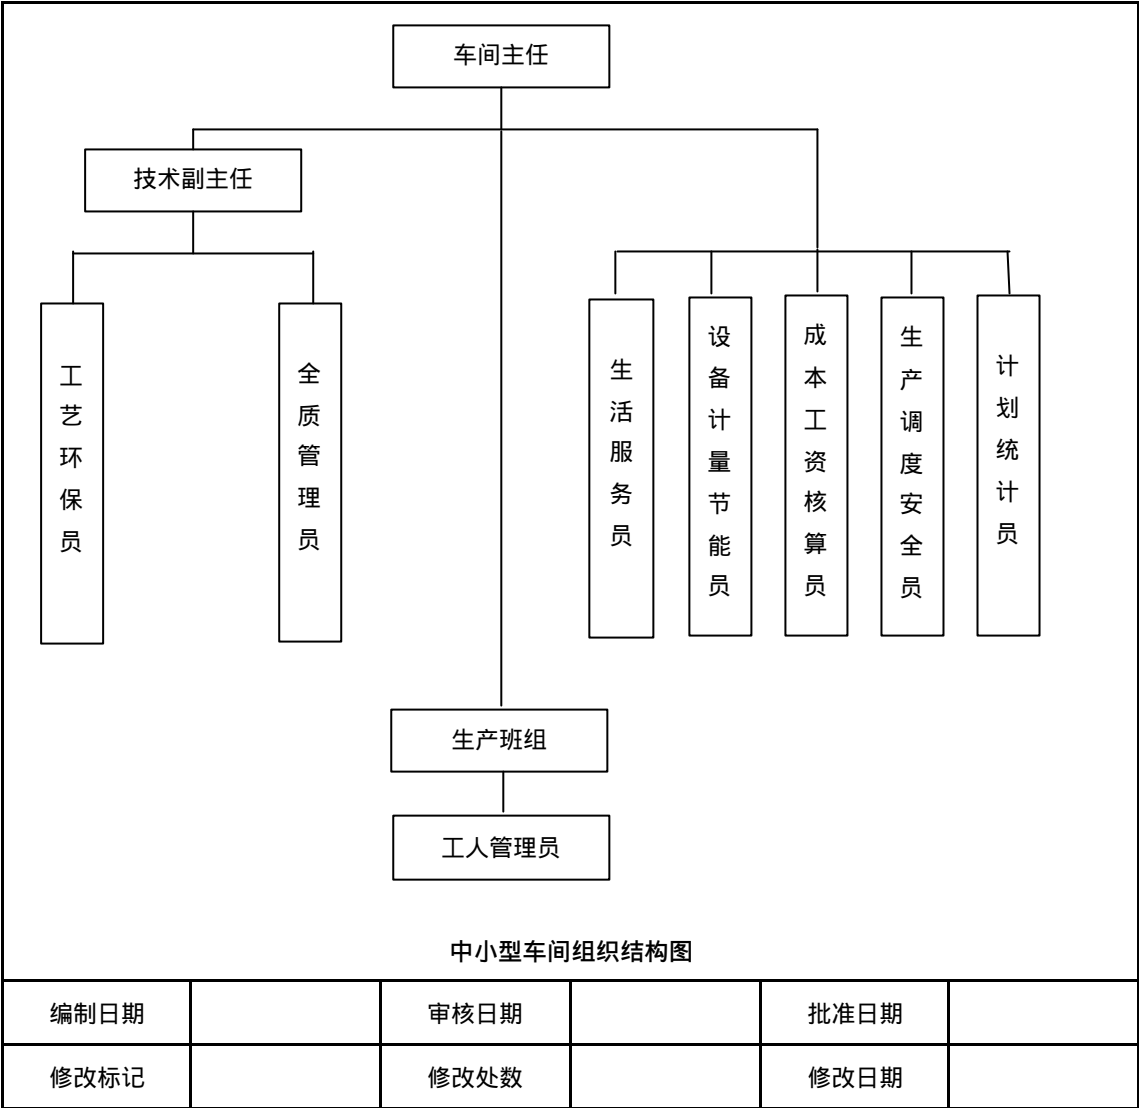 车间主任
技术副主任
工艺环保员
全质管理员
生活服务员
设备计量节能员
成本工资核算员
生产调度安全员
计划统计员
生产班组
工人管理员
中小型车间组织结构图
编制日期 审核日期 批准日期
修改标记 修改处数 修改日期